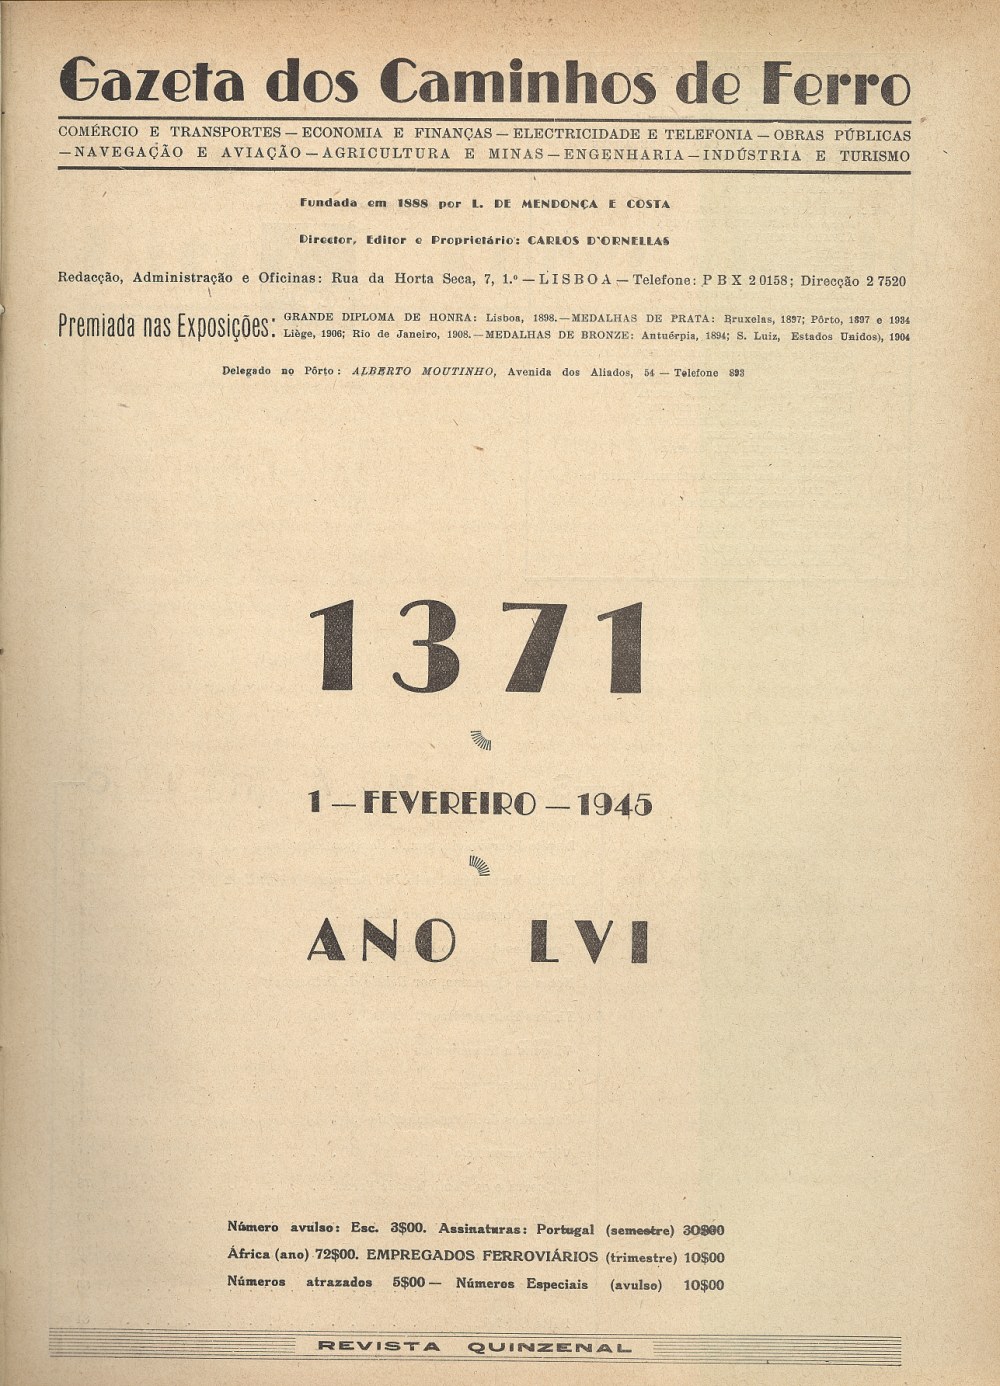 Gazeta dos Caminhos de Ferro
COMÉRCIO E TRANSPORTES — ECONOMIA E FINANÇAS — ELECTRICIDADE E TELEFONIA — OBRAS PÚBLICAS
— NAVEGAÇÃO E AVIAÇÃO — AGRICULTURA E MINAS — ENGENHARIA — INDÚSTRIA E TURISMO
Fundada em 1888 por L. DE MENDONÇA E COSTA
Director, Editor e Proprietário: CARLOS D'ORNELLAS
Redacção, Administração e Oficinas: Rua da Horta Seca, 7, 1.º — LISBOA — Telefone: PBX 20158; Direcção 27520
Premiada nas Exposições: GRANDE DIPLOMA DE HONRA: Lisboa, 1898. — MEDALHAS DE PRATA: Bruxelas, 1897; Pôrto, 1897 e 1934
Liège, 1906; Rio de Janeiro, 1908. — MEDALHAS DE BRONZE: Antuérpia, 1894; S. Luiz, Estados Unidos), 1904
Delegado no Pôrto: ALBERTO MOUTINHO, Avenida dos Aliados, 54 — Telefone 893
1371
1 — FEVEREIRO — 1945
ANO LVI
Número avulso: Esc. 3$00. Assinaturas: Portugal (semestre) 30$00
África (ano) 72$00. EMPREGADOS FERROVIÁRIOS (trimestre) 10$00
Números atrazados 5$00 — Números Especiais (avulso) 10$00
REVISTA QUINZENAL